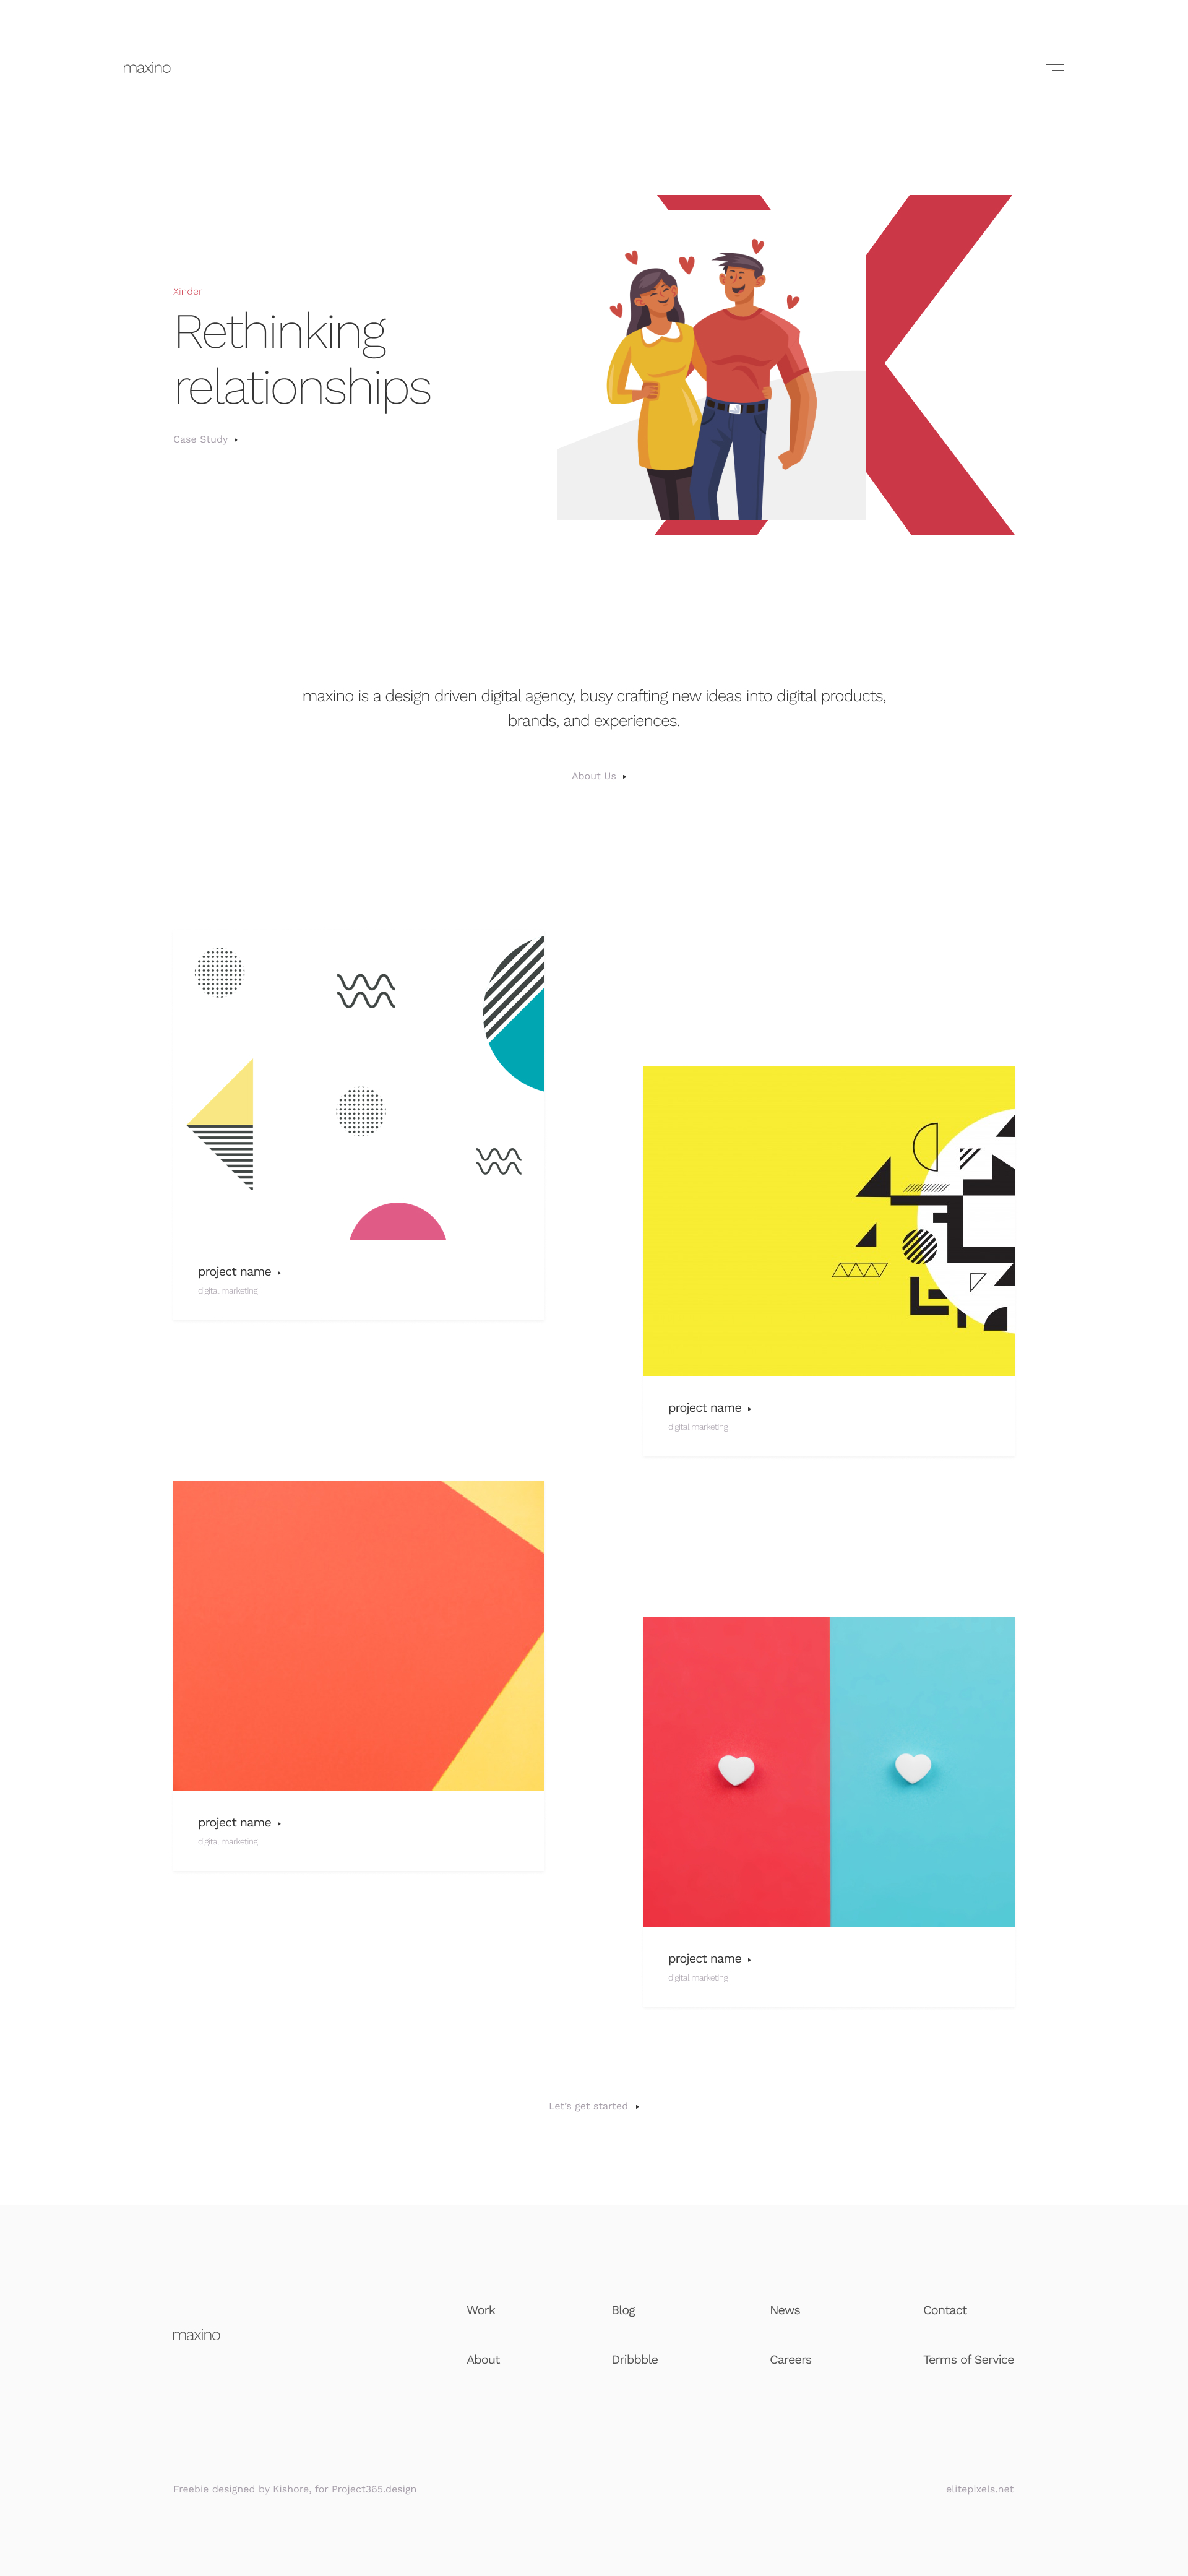 maxino
Xinder
Rethinking
relationships
Case Study
maxino is a design driven digital agency, busy crafting new ideas into digital products,
brands, and experiences.
About Us
project name
digital marketing
project name
digital marketing
project name
digital marketing
project name
digital marketing
Let's get started
maxino
Work
Blog
News
Contact
About
Dribbble
Careers
Terms of Service
Freebie designed by Kishore, for Project365.design
elitepixels.net